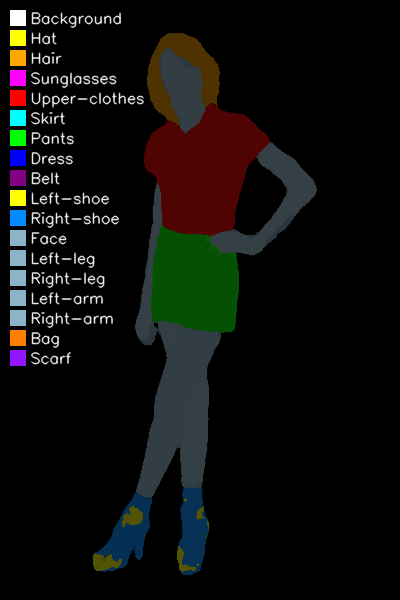 Background
Hat
Hair
Sunglasses
Upper-clothes
Skirt
Pants
Dress
Belt
Left-shoe
Right-shoe
Face
Left-leg
Right-leg
Left-arm
Right-arm
Bag
Scarf